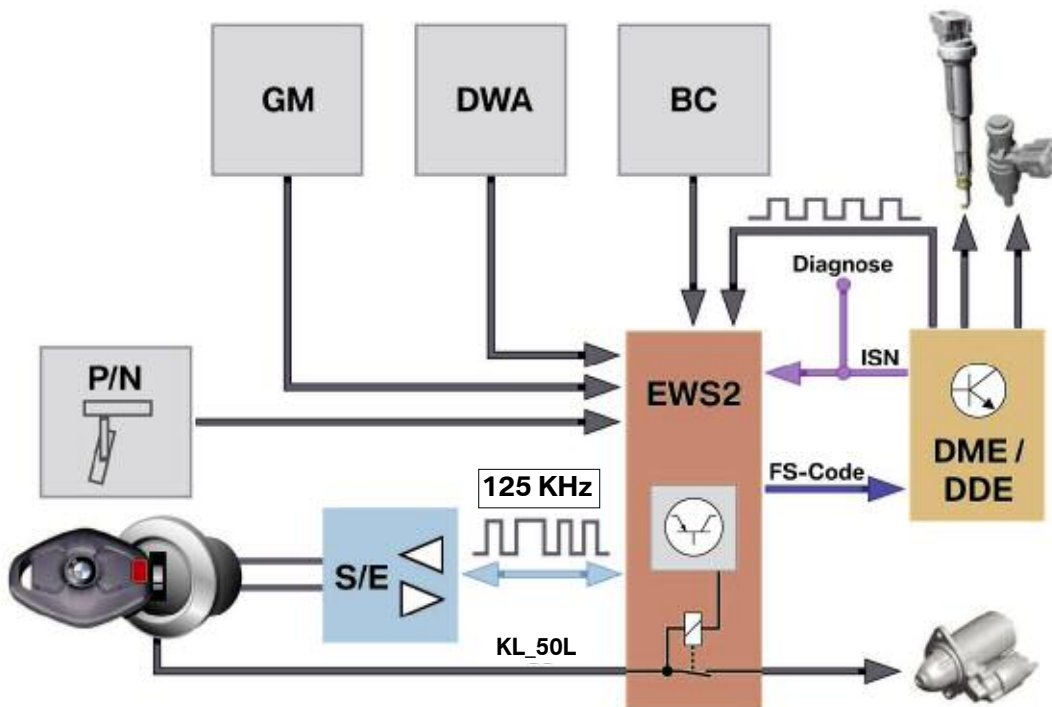 GM
DWA
BC
Diagnose
ISN
P/N
EWS2
DME /
DDE
FS-Code
125 KHz
S/E
KL_50L